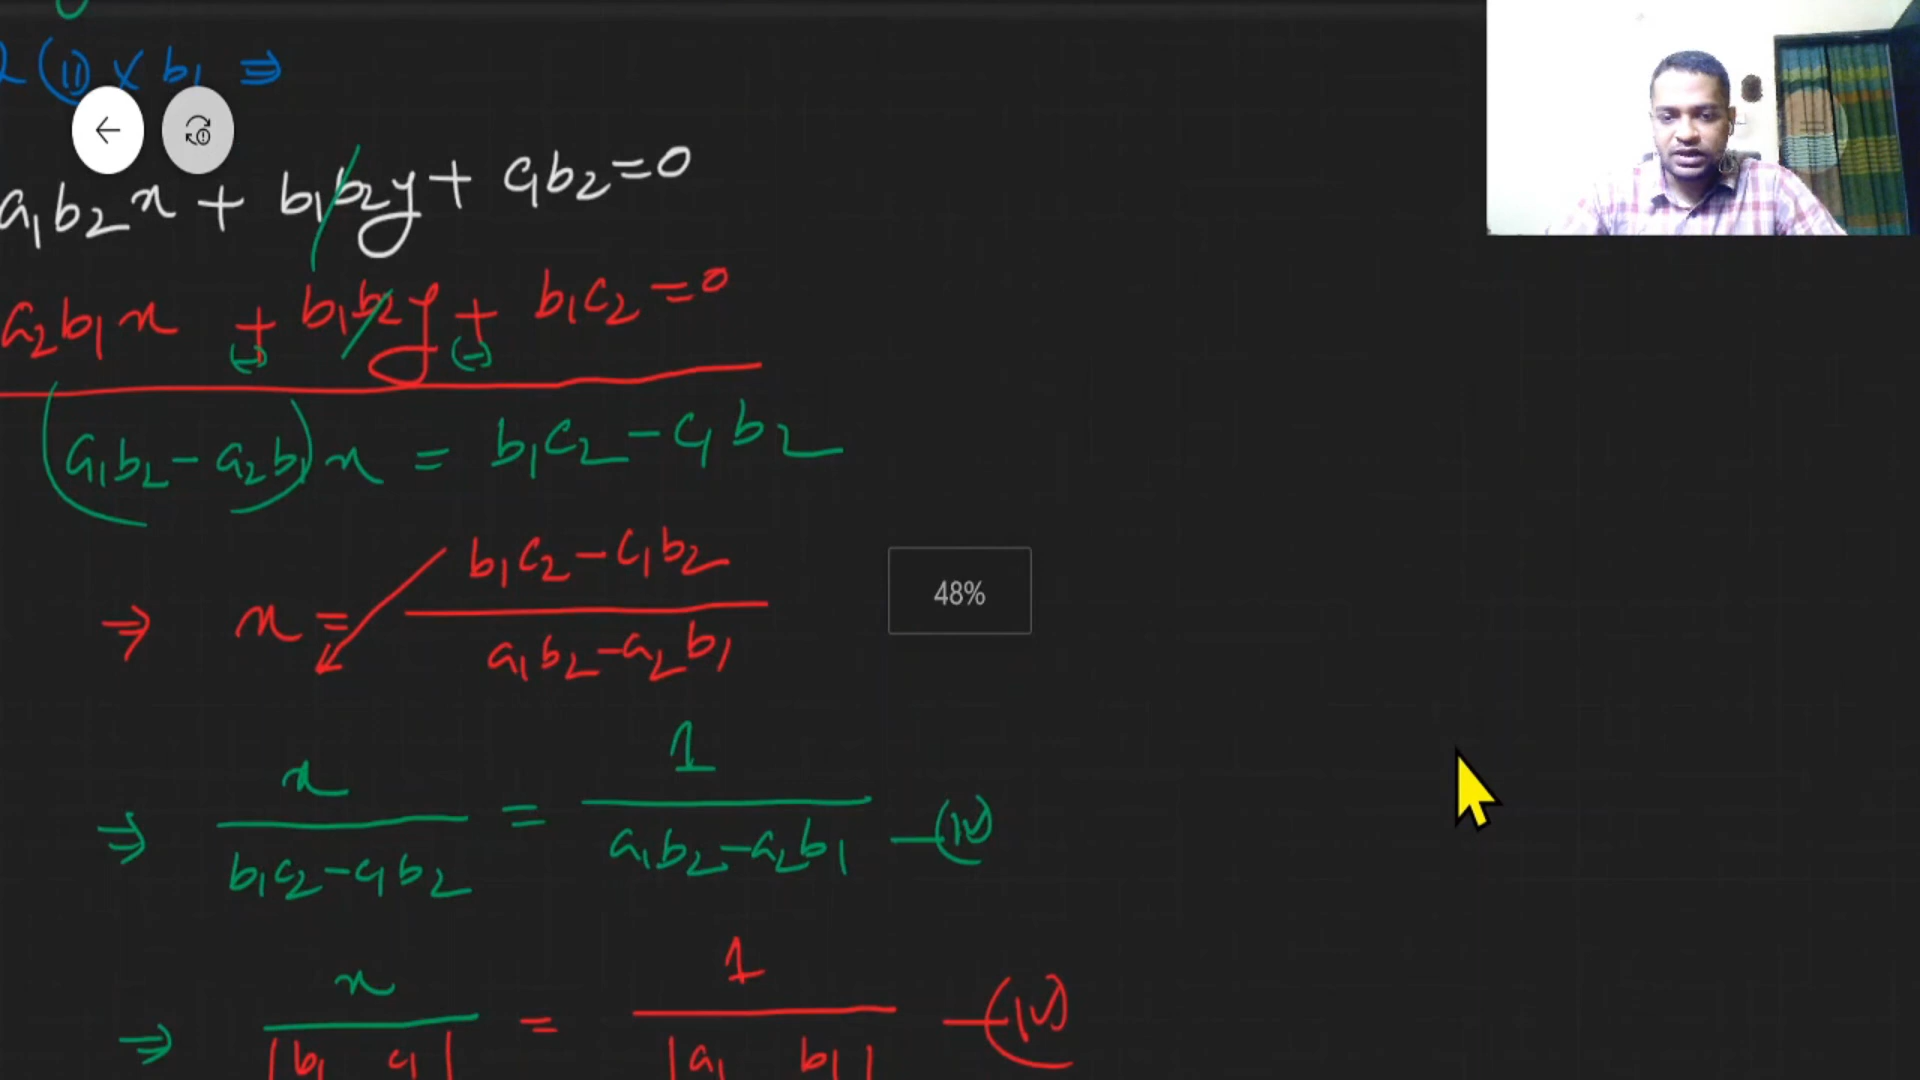 2 (ii) × b₁ ⇒
a₁b₂x + b₁b₂y + c₁b₂ = 0
a₂b₁x + b₁b₂y + b₁c₂ = 0
(-) (-)
(a₁b₂ - a₂b₁)x = b₁c₂ - c₁b₂
⇒ x = b₁c₂ - c₁b₂
a₁b₂ - a₂b₁
48%
x 1
⇒ = — (iv)
b₁c₂ - c₁b₂ a₁b₂ - a₂b₁
x 1
⇒ = — (iv)
| b₁ c₁ | | a₁ b₁ |